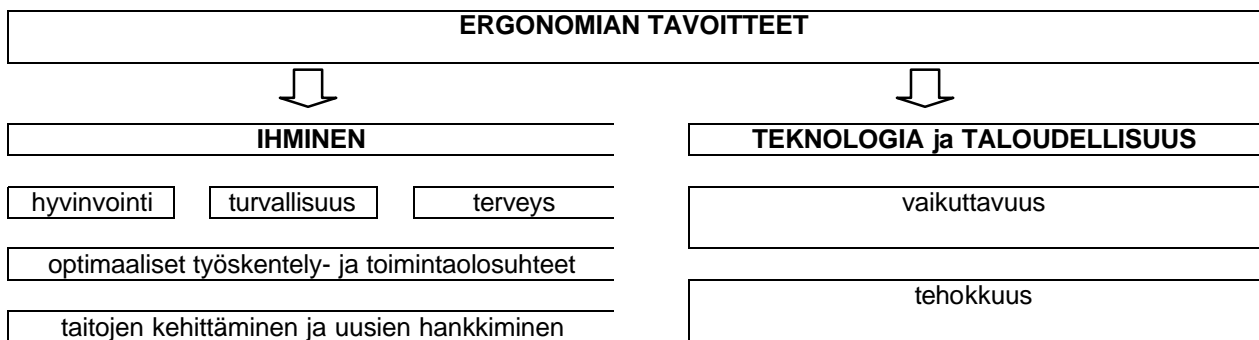 ERGONOMIAN TAVOITTEET
IHMINEN
hyvinvointi
turvallisuus
terveys
optimaaliset työskentely- ja toimintaolosuhteet
taitojen kehittäminen ja uusien hankkiminen
TEKNOLOGIA ja TALOUDELLISUUS
vaikuttavuus
tehokkuus